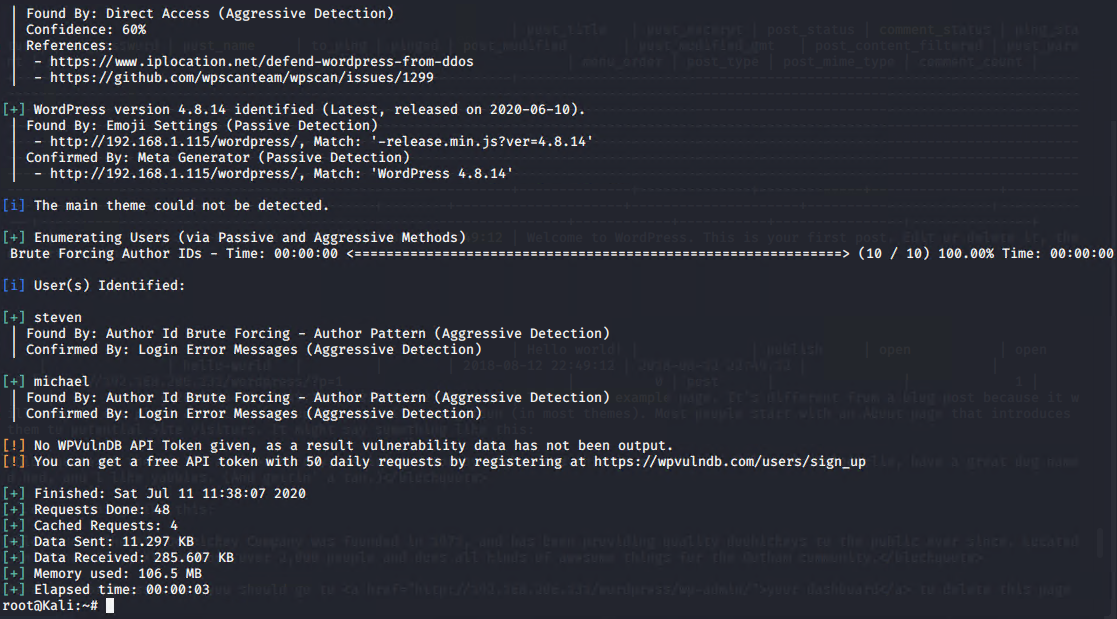 Found By: Direct Access (Aggressive Detection)
Confidence: 60%
References:
- https://www.iplocation.net/defend-wordpress-from-ddos
- https://github.com/wpscanteam/wpscan/issues/1299
[+] WordPress version 4.8.14 identified (Latest, released on 2020-06-10).
Found By: Emoji Settings (Passive Detection)
- http://192.168.1.115/wordpress/, Match: '-release.min.js?ver=4.8.14'
Confirmed By: Meta Generator (Passive Detection)
- http://192.168.1.115/wordpress/, Match: 'WordPress 4.8.14'
[i] The main theme could not be detected.
[+] Enumerating Users (via Passive and Aggressive Methods)
Brute Forcing Author IDs - Time: 00:00:00 <=============================================================> (10 / 10) 100.00% Time: 00:00:00
[i] User(s) Identified:
[+] steven
Found By: Author Id Brute Forcing - Author Pattern (Aggressive Detection)
Confirmed By: Login Error Messages (Aggressive Detection)
[+] michael
Found By: Author Id Brute Forcing - Author Pattern (Aggressive Detection)
Confirmed By: Login Error Messages (Aggressive Detection)
[!] No WPVulnDB API Token given, as a result vulnerability data has not been output.
[!] You can get a free API token with 50 daily requests by registering at https://wpvulndb.com/users/sign_up
[+] Finished: Sat Jul 11 11:38:07 2020
[+] Requests Done: 48
[+] Cached Requests: 4
[+] Data Sent: 11.297 KB
[+] Data Received: 285.607 KB
[+] Memory used: 106.5 MB
[+] Elapsed time: 00:00:03
root@Kali:~#